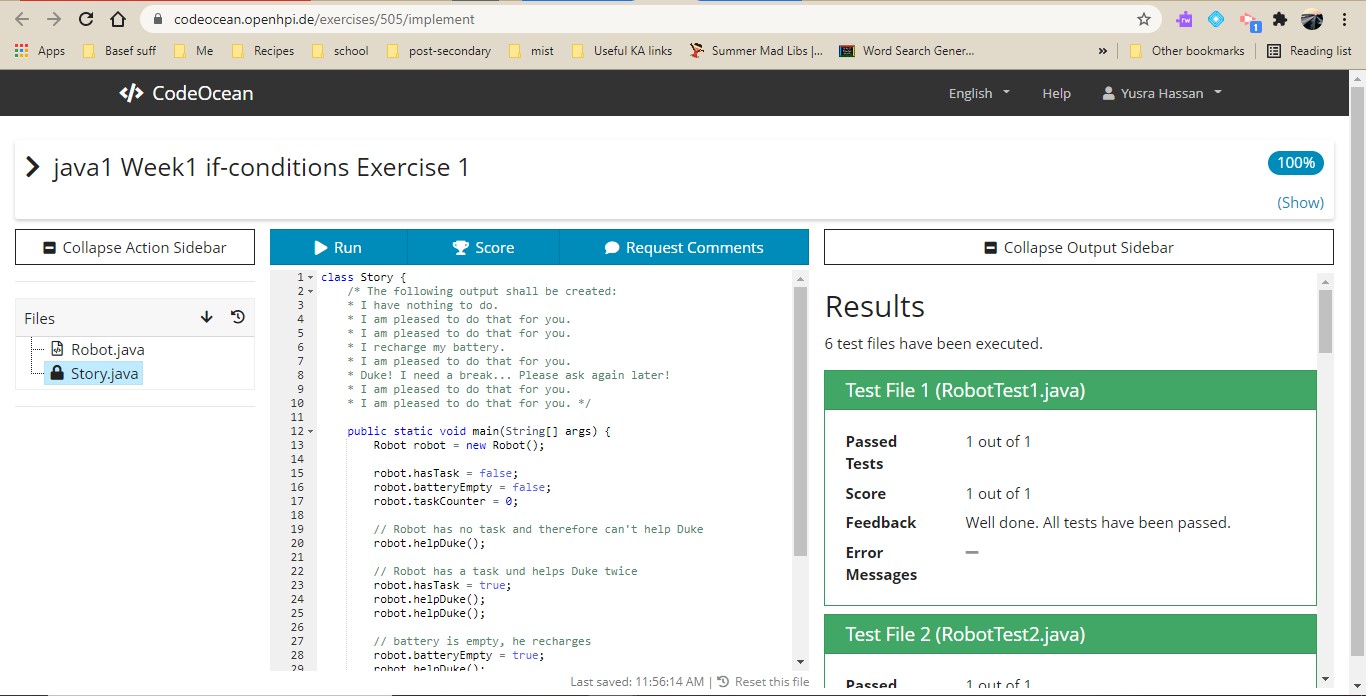 codeocean.openhpi.de/exercises/505/implement
1
Apps Basef suff Me Recipes school post-secondary mist Useful KA links Summer Mad Libs |... Word Search Gener... » Other bookmarks Reading list
CodeOcean English Help Yusra Hassan
java1 Week1 if-conditions Exercise 1
100%
(Show)
Collapse Action Sidebar
Files
Robot.java
Story.java
Run Score Request Comments
1 class Story {
2 /* The following output shall be created:
3 * I have nothing to do.
4 * I am pleased to do that for you.
5 * I am pleased to do that for you.
6 * I recharge my battery.
7 * I am pleased to do that for you.
8 * Duke! I need a break... Please ask again later!
9 * I am pleased to do that for you.
10 * I am pleased to do that for you. */
11
12 public static void main(String[] args) {
13 Robot robot = new Robot();
14
15 robot.hasTask = false;
16 robot.batteryEmpty = false;
17 robot.taskCounter = 0;
18
19 // Robot has no task and therefore can't help Duke
20 robot.helpDuke();
21
22 // Robot has a task und helps Duke twice
23 robot.hasTask = true;
24 robot.helpDuke();
25 robot.helpDuke();
26
27 // battery is empty, he recharges
28 robot.batteryEmpty = true;
29 robot.helpDuke();
Last saved: 11:56:14 AM | Reset this file
Collapse Output Sidebar
Results
6 test files have been executed.
Test File 1 (RobotTest1.java)
Passed Tests 1 out of 1
Score 1 out of 1
Feedback Well done. All tests have been passed.
Error Messages —
Test File 2 (RobotTest2.java)
Passed 1 out of 1